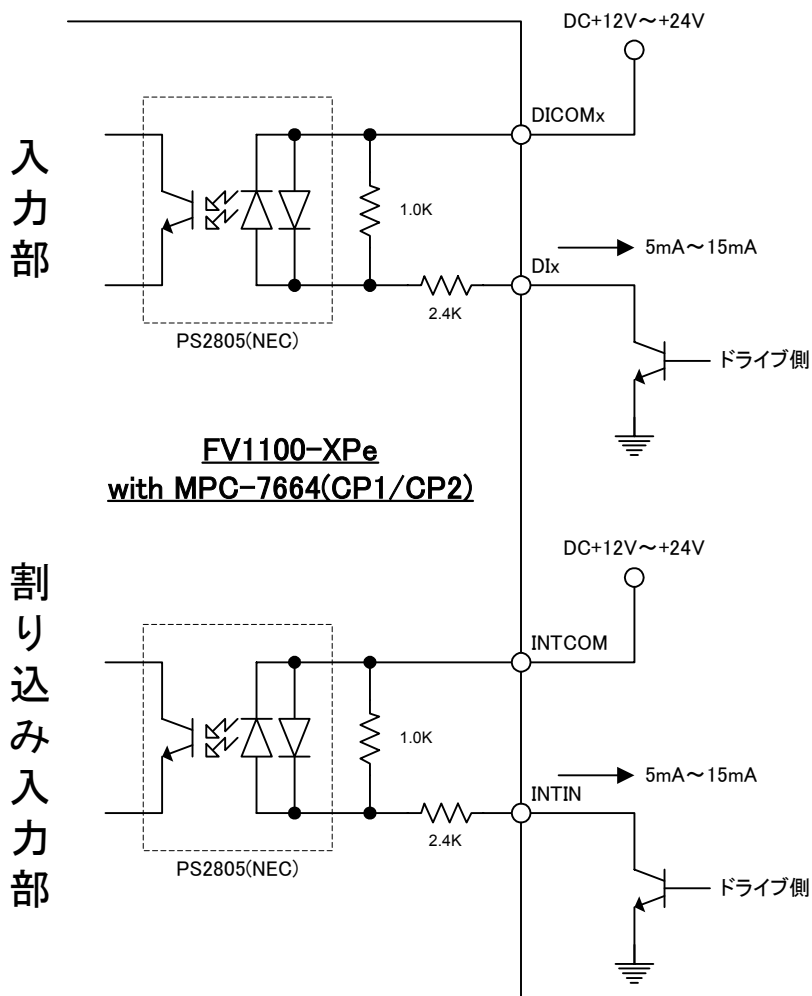 入力部
DC+12V～+24V
DICOMx
1.0K
5mA～15mA
DIx
2.4K
PS2805(NEC)
ドライブ側
FV1100-XPe
with MPC-7664(CP1/CP2)
割り込み入力部
DC+12V～+24V
INTCOM
1.0K
5mA～15mA
INTIN
2.4K
PS2805(NEC)
ドライブ側